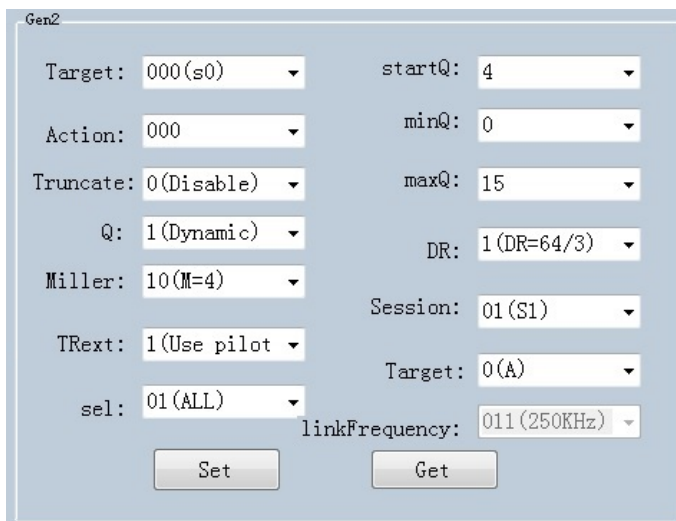 Gen2
Target: 000(s0)
startQ: 4
Action: 000
minQ: 0
Truncate: 0(Disable)
maxQ: 15
Q: 1(Dynamic)
DR: 1(DR=64/3)
Miller: 10(M=4)
Session: 01(S1)
TRext: 1(Use pilot
Target: 0(A)
sel: 01(ALL)
linkFrequency: 011(250KHz)
Set
Get